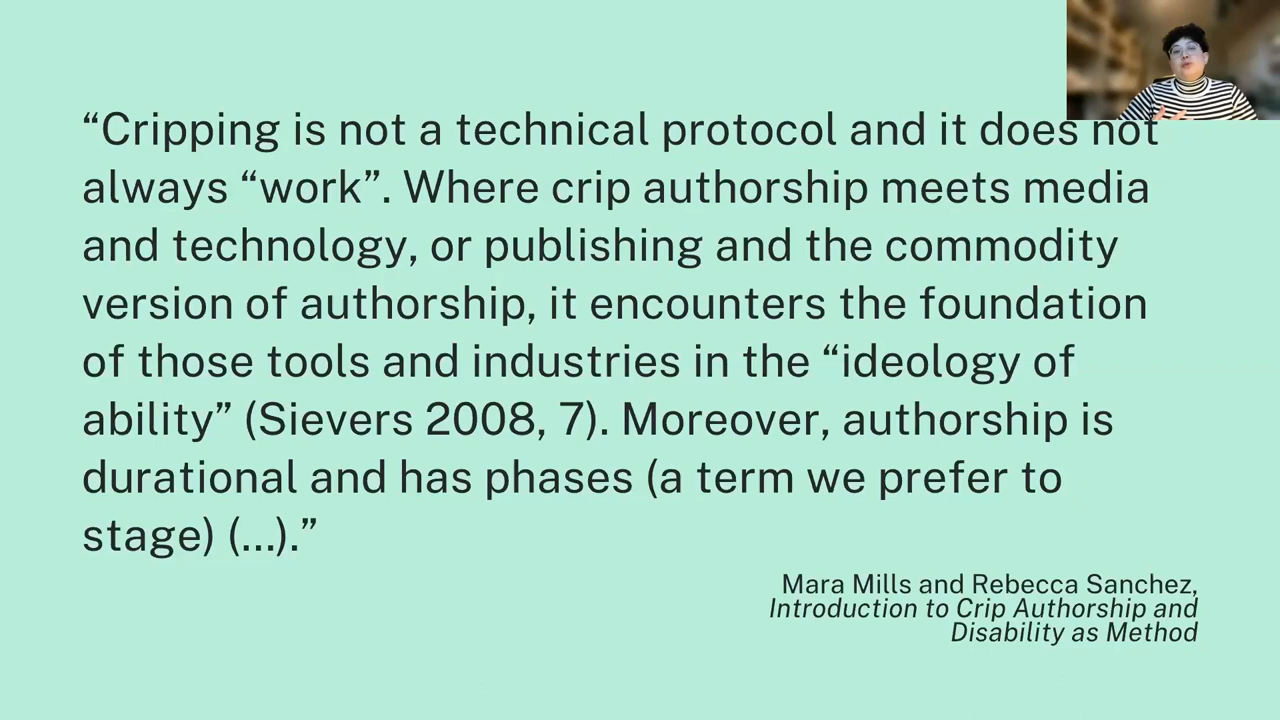 “Cripping is not a technical protocol and it does not
always “work”. Where crip authorship meets media
and technology, or publishing and the commodity
version of authorship, it encounters the foundation
of those tools and industries in the “ideology of
ability” (Sievers 2008, 7). Moreover, authorship is
durational and has phases (a term we prefer to
stage) (...).”
Mara Mills and Rebecca Sanchez,
Introduction to Crip Authorship and
Disability as Method